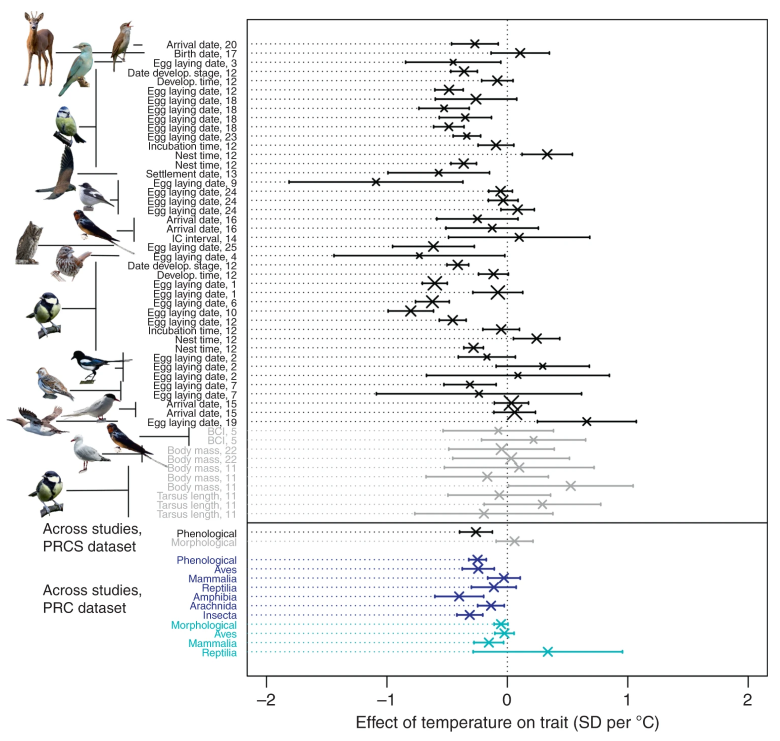 Arrival date, 20
Birth date, 17
Egg laying date, 3
Date develop. stage, 12
Develop. time, 12
Egg laying date, 12
Egg laying date, 18
Egg laying date, 18
Egg laying date, 18
Egg laying date, 18
Egg laying date, 23
Incubation time, 12
Nest time, 12
Nest time, 12
Settlement date, 13
Egg laying date, 9
Egg laying date, 24
Egg laying date, 24
Egg laying date, 24
Arrival date, 16
Arrival date, 16
IC interval, 14
Egg laying date, 25
Egg laying date, 4
Date develop. stage, 12
Develop. time, 12
Egg laying date, 1
Egg laying date, 1
Egg laying date, 6
Egg laying date, 10
Egg laying date, 12
Incubation time, 12
Nest time, 12
Nest time, 12
Egg laying date, 2
Egg laying date, 2
Egg laying date, 2
Egg laying date, 7
Egg laying date, 7
Arrival date, 15
Arrival date, 15
Egg laying date, 19
BCI, 5
BCI, 5
Body mass, 22
Body mass, 22
Body mass, 11
Body mass, 11
Body mass, 11
Tarsus length, 11
Tarsus length, 11
Tarsus length, 11
Across studies,
PRCS dataset
Phenological
Morphological
Across studies,
PRC dataset
Phenological
Aves
Mammalia
Reptilia
Amphibia
Arachnida
Insecta
Morphological
Aves
Mammalia
Reptilia
−2 −1 0 1 2
Effect of temperature on trait (SD per °C)